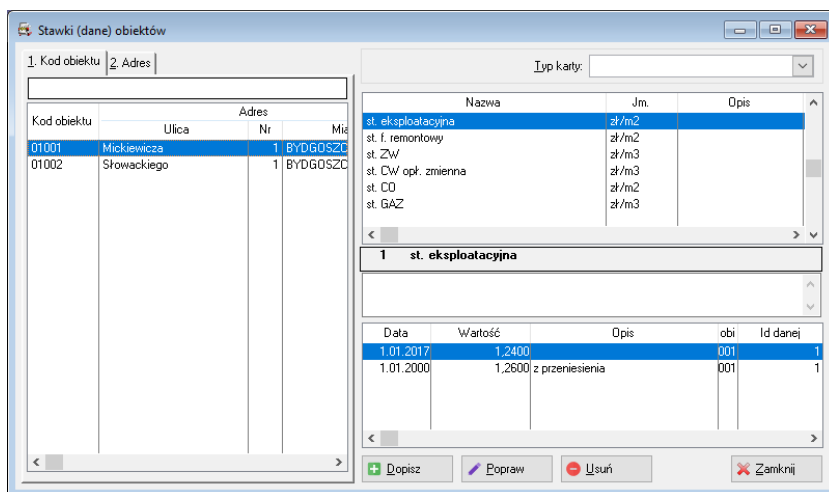 Stawki (dane) obiektów
1. Kod obiektu 2. Adres
Typ karty:
Kod obiektu Adres
Ulica Nr Mia
01001 Mickiewicza 1 BYDGOSZC
01002 Słowackiego 1 BYDGOSZC
Nazwa Jm. Opis
st. eksploatacyjna zł/m2
st. f. remontowy zł/m2
st. ZW zł/m3
st. CW opł. zmienna zł/m3
st. CO zł/m2
st. GAZ zł/m3
1 st. eksploatacyjna
Data Wartość Opis obi Id danej
1.01.2017 1,2400 001 1
1.01.2000 1,2600 z przeniesienia 001 1
Dopisz Popraw Usuń Zamknij